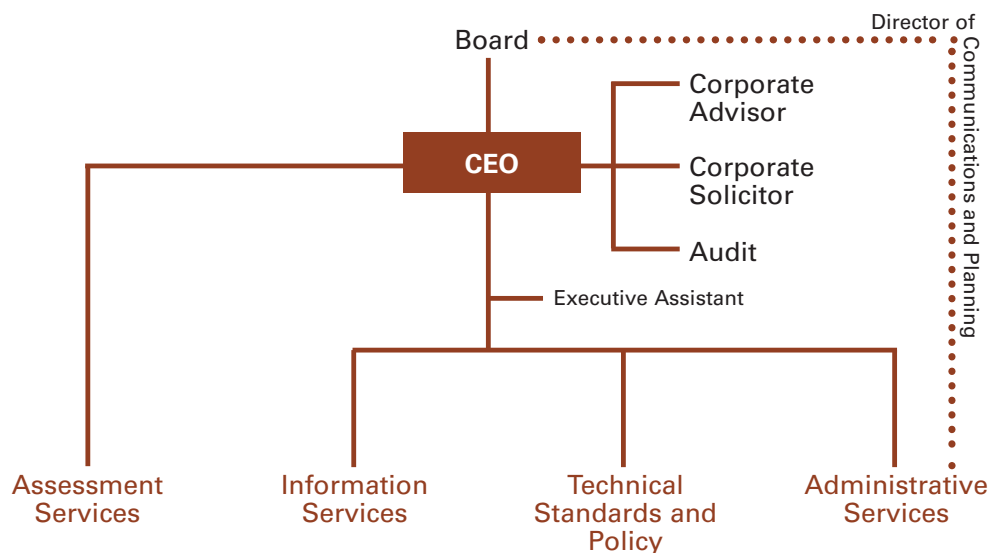 Director of
Communications and Planning
Board
Corporate
Advisor
CEO
Corporate
Solicitor
Audit
Executive Assistant
Assessment
Services
Information
Services
Technical
Standards and
Policy
Administrative
Services